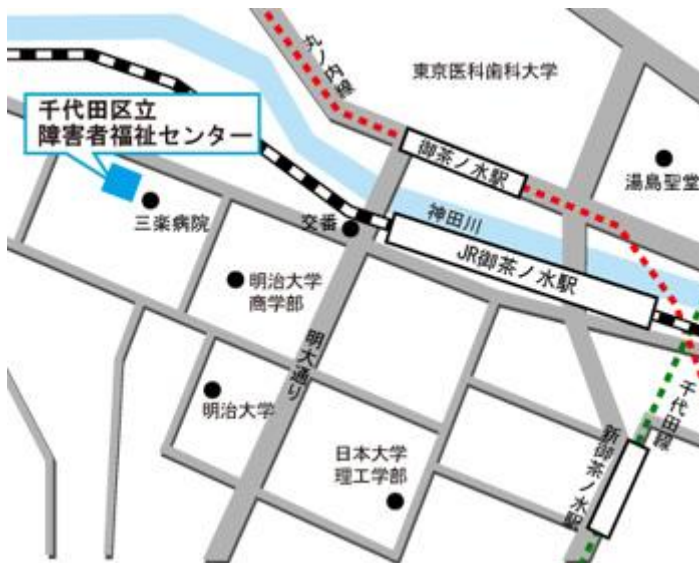 丸ノ内線
東京医科歯科大学
千代田区立
障害者福祉センター
御茶ノ水駅
湯島聖堂
三楽病院
交番
神田川
JR御茶ノ水駅
明治大学
商学部
明大通り
千代田線
明治大学
日本大学
理工学部
新御茶ノ水駅